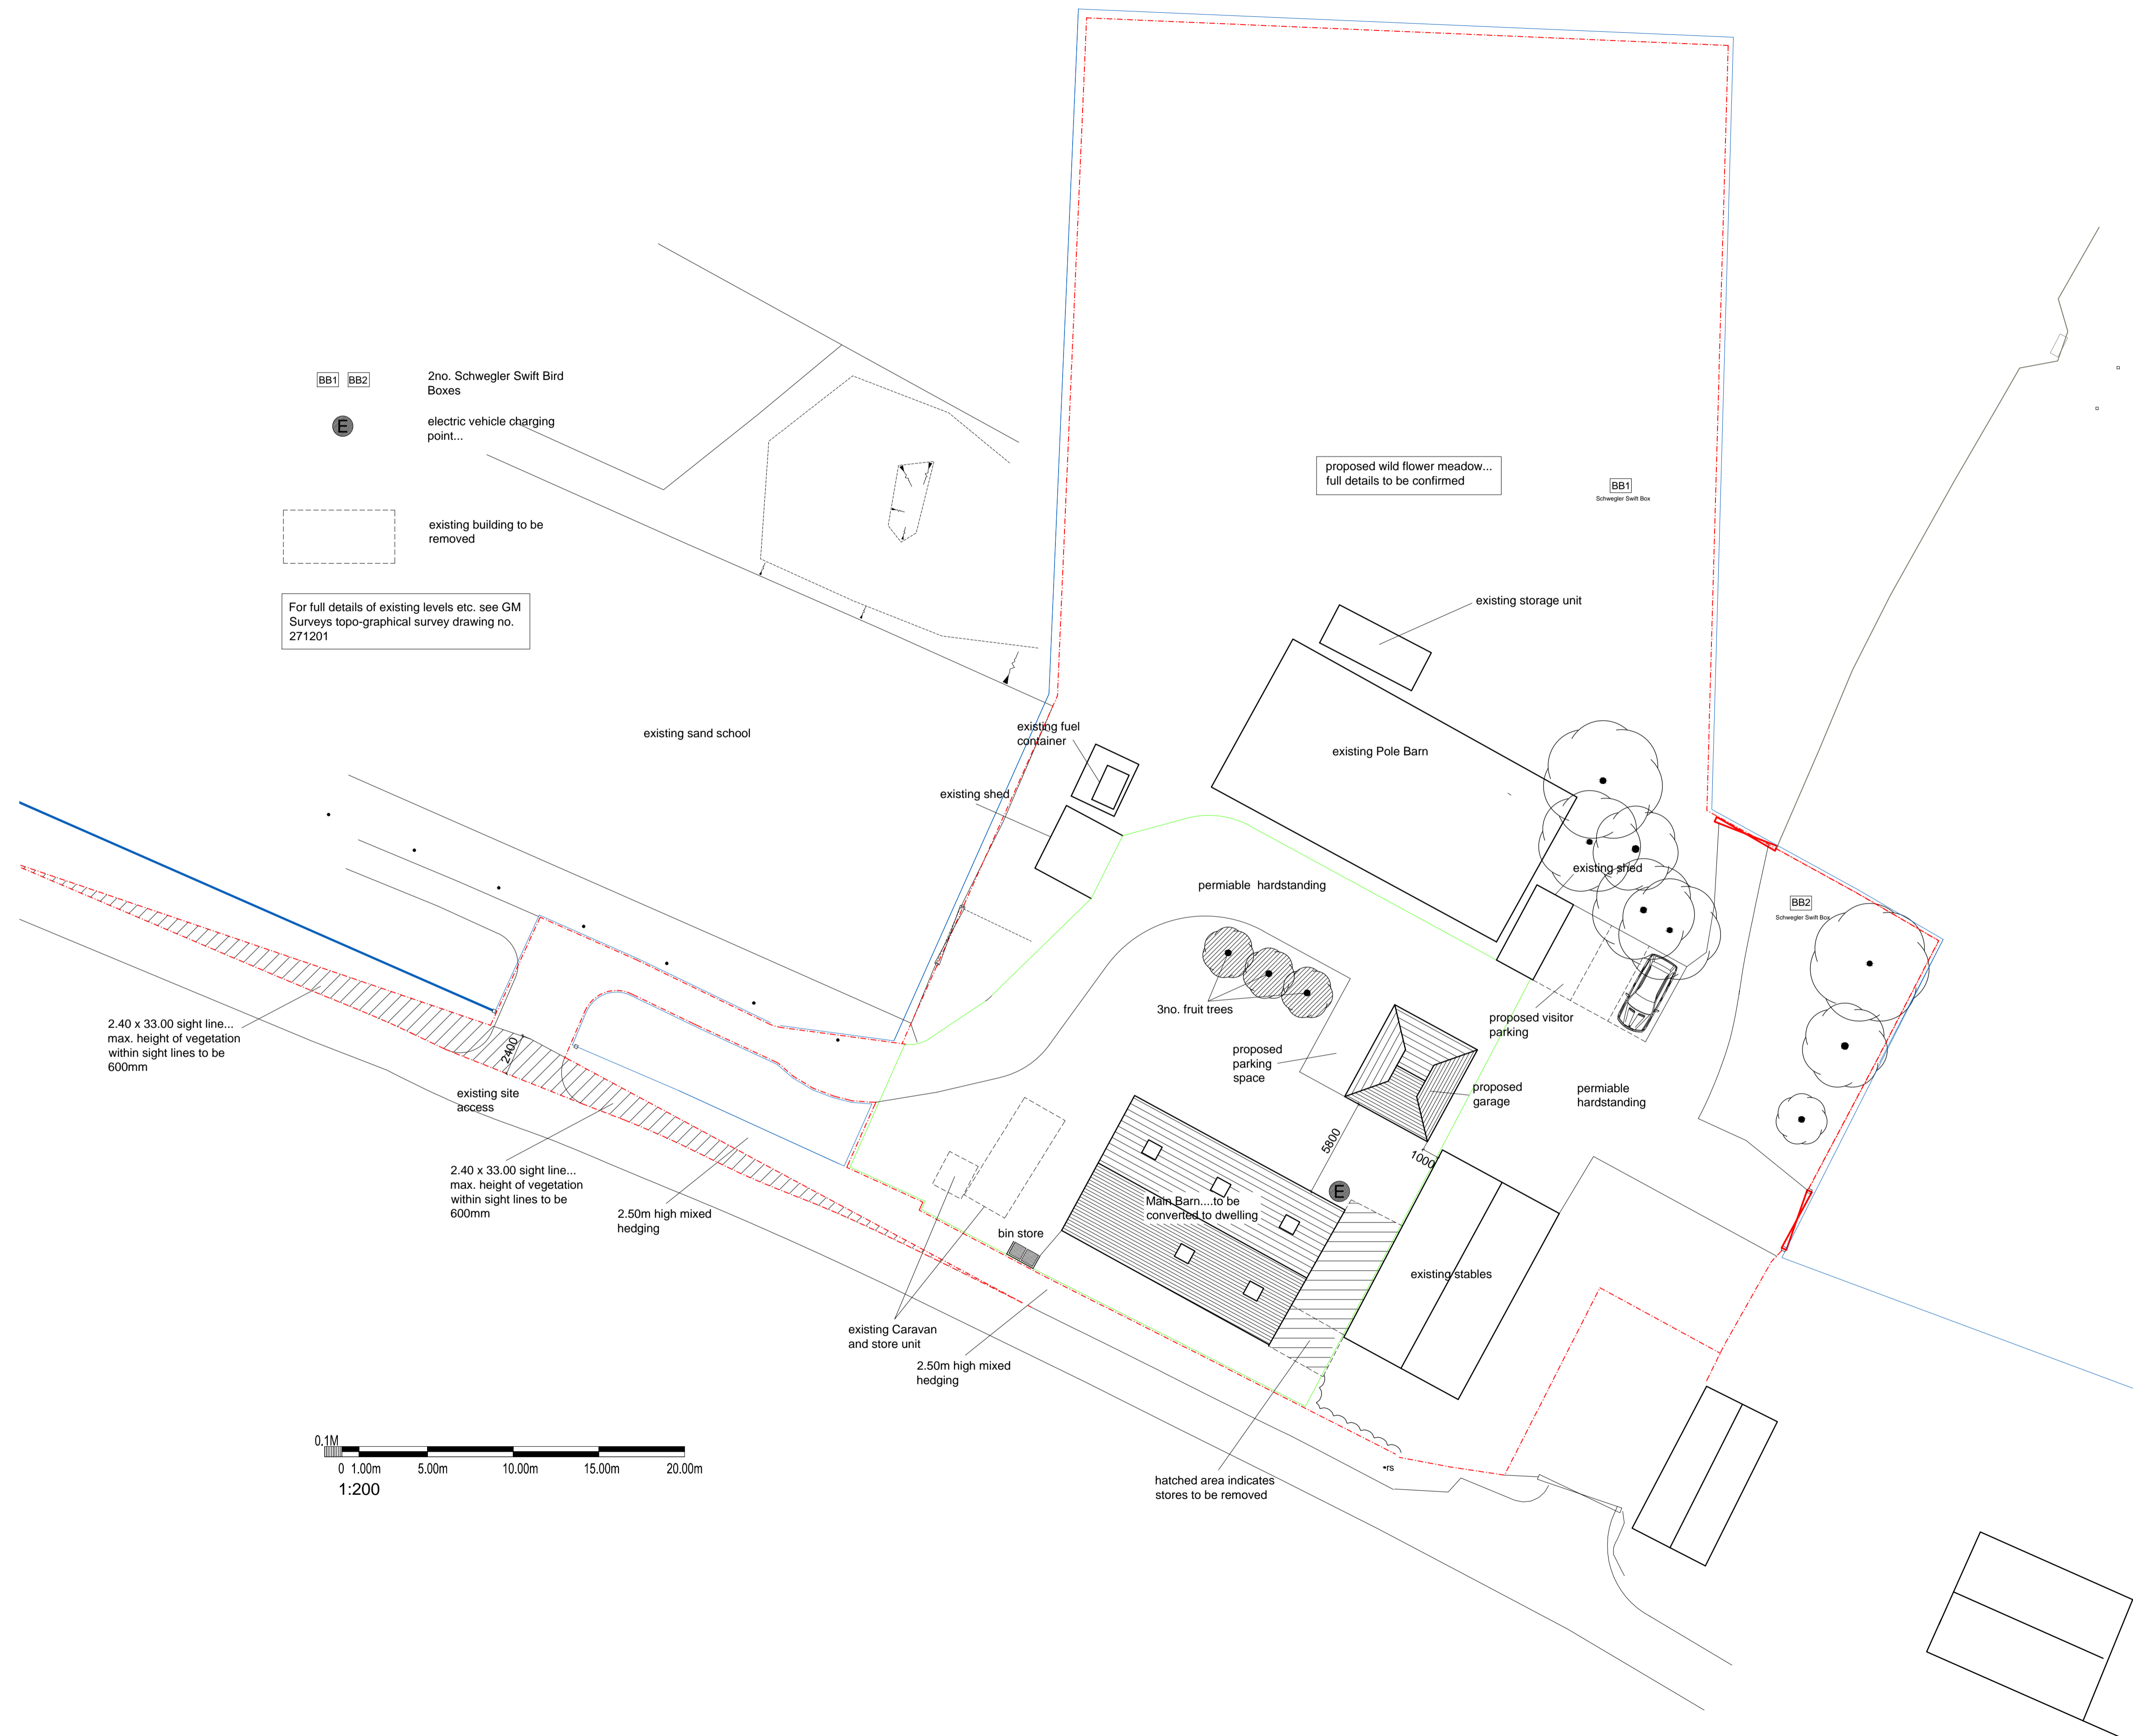 BB1 BB2
2no. Schwegler Swift Bird
Boxes
E
electric vehicle charging
point...
existing building to be
removed
For full details of existing levels etc. see GM
Surveys topo-graphical survey drawing no.
271201
proposed wild flower meadow...
full details to be confirmed
BB1
Schwegler Swift Box
existing storage unit
existing sand school
existing fuel
container
existing Pole Barn
existing shed
existing shed
permiable hardstanding
BB2
Schwegler Swift Box
3no. fruit trees
proposed visitor
parking
2.40 x 33.00 sight line...
max. height of vegetation
within sight lines to be
600mm
2400
existing site
access
proposed
parking
space
proposed
garage
permiable
hardstanding
5800
1000
2.40 x 33.00 sight line...
max. height of vegetation
within sight lines to be
600mm
2.50m high mixed
hedging
E
Main Barn....to be
converted to dwelling
bin store
existing stables
existing Caravan
and store unit
2.50m high mixed
hedging
hatched area indicates
stores to be removed
rs
0.1M
0 1.00m 5.00m 10.00m 15.00m 20.00m
1:200